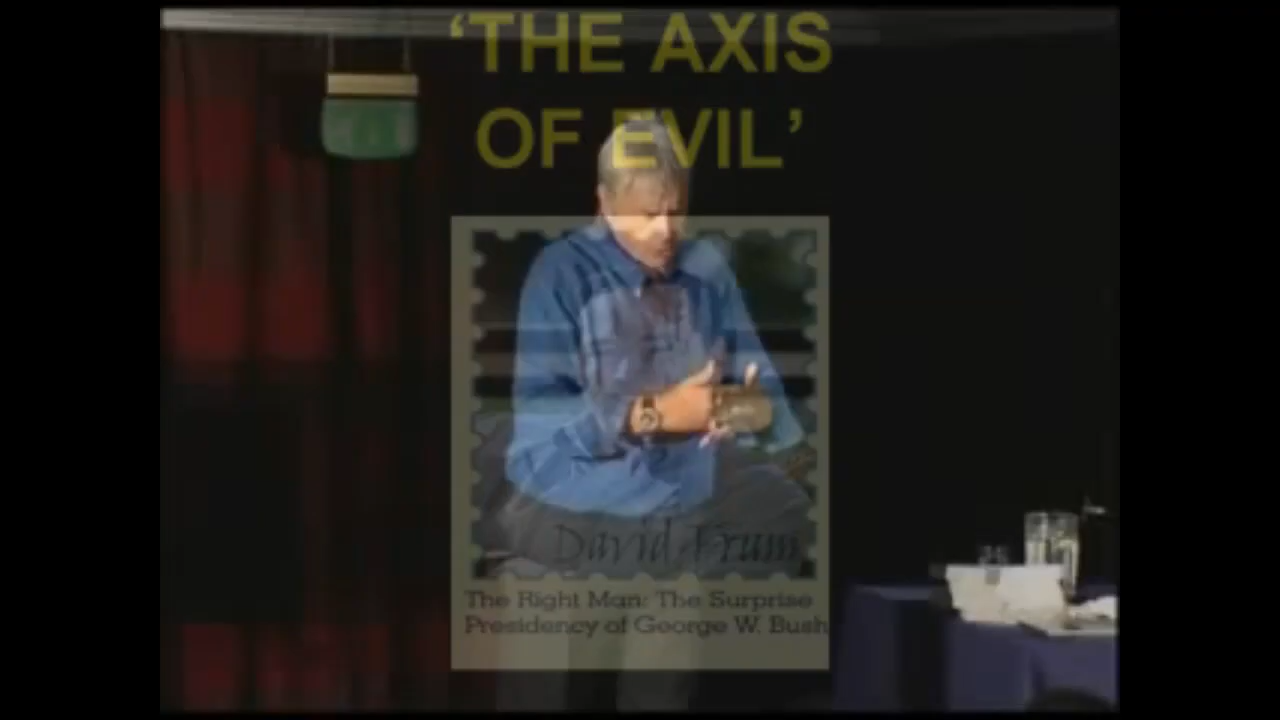 ‘THE AXIS
OF EVIL’
David Frum
The Right Man: The Surprise
Presidency of George W. Bush